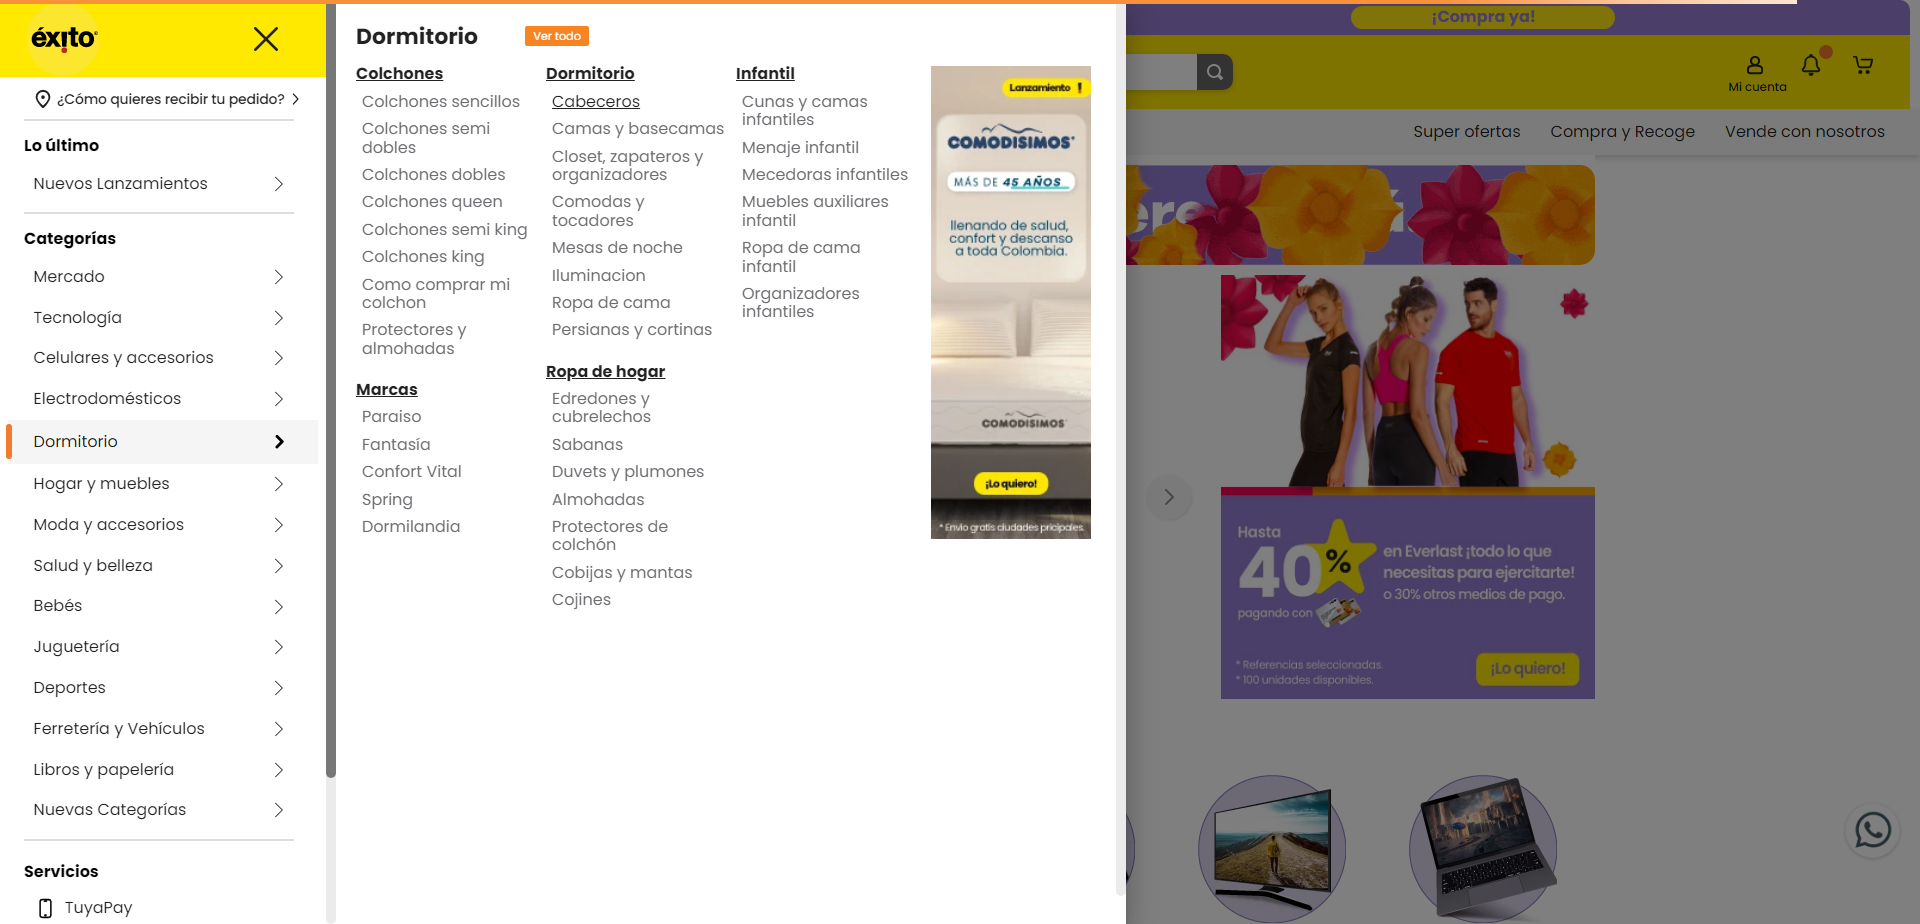 éxito
¿Cómo quieres recibir tu pedido?
Lo último
Nuevos Lanzamientos
Categorías
Mercado
Tecnología
Celulares y accesorios
Electrodomésticos
Dormitorio
Hogar y muebles
Moda y accesorios
Salud y belleza
Bebés
Juguetería
Deportes
Ferretería y Vehículos
Libros y papelería
Nuevas Categorías
Servicios
TuyaPay
Dormitorio
Ver todo
Colchones
Colchones sencillos
Colchones semi
dobles
Colchones dobles
Colchones queen
Colchones semi king
Colchones king
Como comprar mi
colchon
Protectores y
almohadas
Marcas
Paraiso
Fantasía
Confort Vital
Spring
Dormilandia
Dormitorio
Cabeceros
Camas y basecamas
Closet, zapateros y
organizadores
Comodas y
tocadores
Mesas de noche
Iluminacion
Ropa de cama
Persianas y cortinas
Ropa de hogar
Edredones y
cubrelechos
Sabanas
Duvets y plumones
Almohadas
Protectores de
colchón
Cobijas y mantas
Cojines
Infantil
Cunas y camas
infantiles
Menaje infantil
Mecedoras infantiles
Muebles auxiliares
infantil
Ropa de cama
infantil
Organizadores
infantiles
Lanzamiento !
COMODISIMOS
MÁS DE 45 AÑOS
llenando de salud,
confort y descanso
a toda Colombia.
COMODISIMOS
¡Lo quiero!
* Envío gratis ciudades pricipales.
¡Compra ya!
Mi cuenta
Super ofertas
Compra y Recoge
Vende con nosotros
Hasta
40%
en Everlast ¡todo lo que
necesitas para ejercitarte!
o 30% otros medios de pago.
pagando con
* Referencias seleccionadas.
* 100 unidades disponibles.
¡Lo quiero!